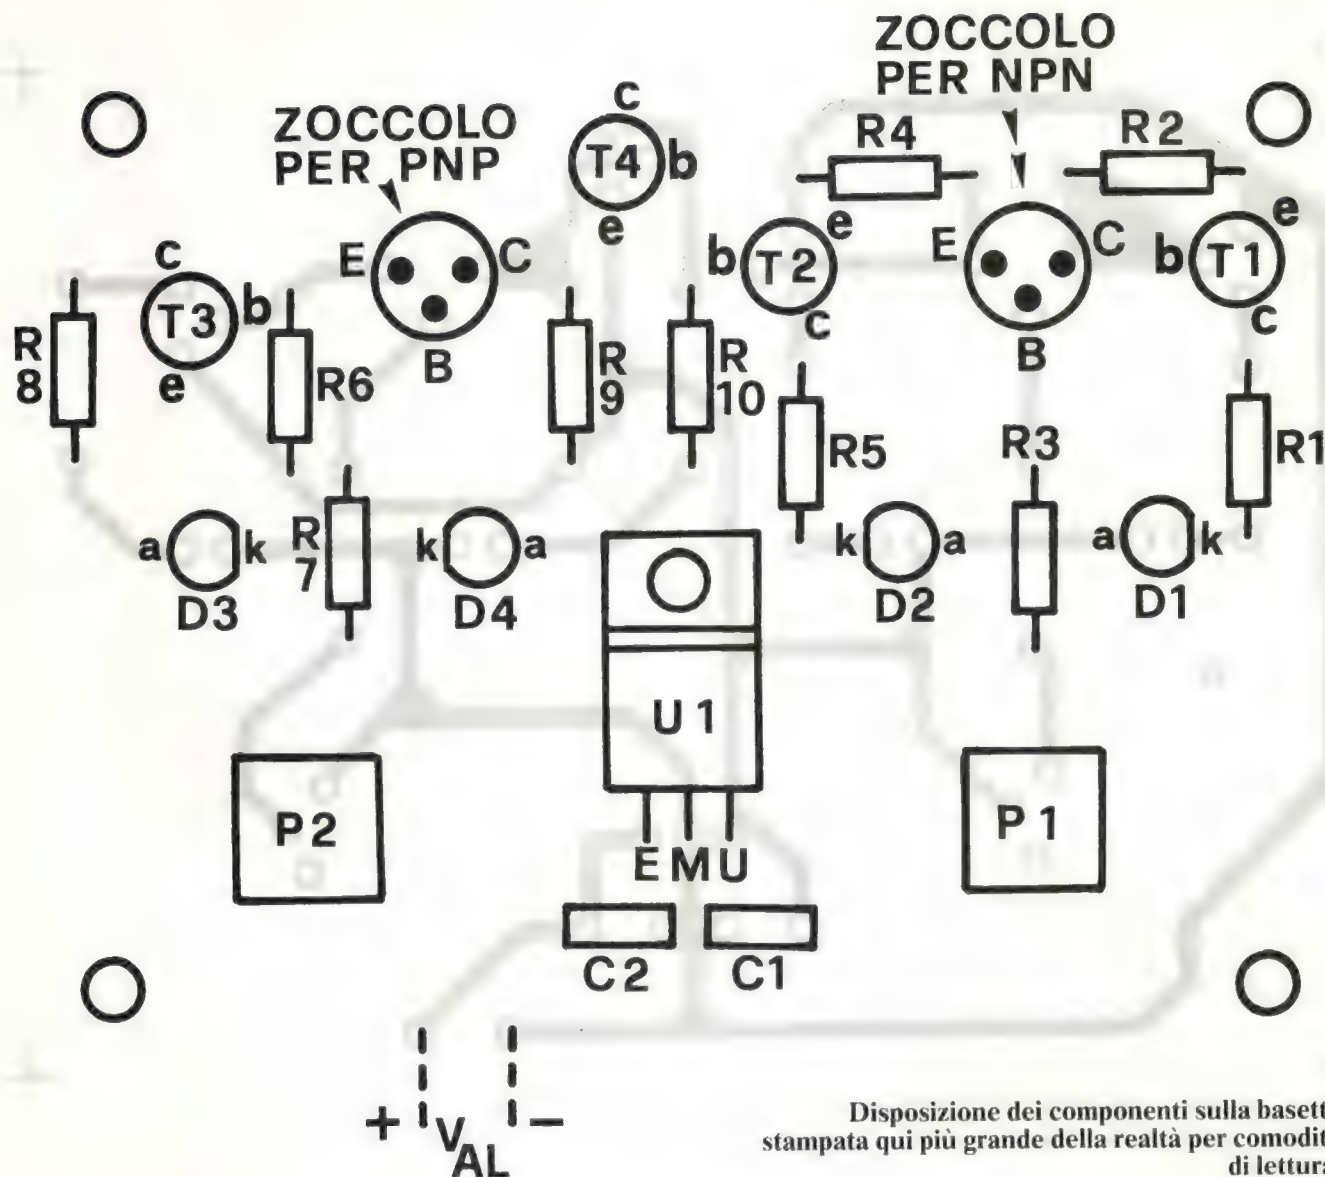 ZOCCOLO
PER NPN
ZOCCOLO
PER PNP
c
T4
b
e
R4
R2
E
C
B
c
T3
b
e
R
8
R6
R
9
R
10
b
T2
e
c
E
C
B
b
T1
e
c
R5
R3
R1
a
k
D3
R
7
k
a
D4
k
a
D2
a
k
D1
U1
P2
P1
E M U
C2
C1
+
V
AL
–
Disposizione dei componenti sulla basett
stampata qui più grande della realtà per comodit
di lettura